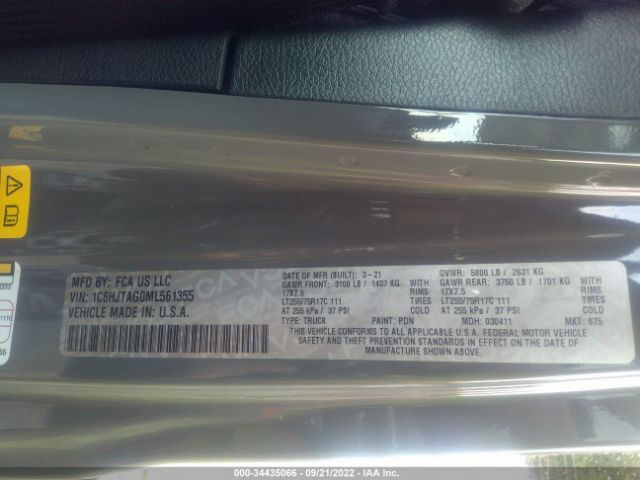 MFD BY: FCA US LLC
VIN: 1C6HJTAG0ML561355
VEHICLE MADE IN: U.S.A.
DATE OF MFR (BUILT): 3-21
GAWR FRONT: 3100 LB / 1407 KG
17X7.5 RIMS
LT255/75R17C 111 TIRES
AT 255 kPa / 37 PSI COLD
GVWR: 5800 LB / 2631 KG
GAWR REAR: 3750 LB / 1701 KG
17X7.5 RIMS
LT255/75R17C 111 TIRES
AT 255 kPa / 37 PSI COLD
TYPE: TRUCK PAINT: PDN MDH: 030411 MKT: 875
THIS VEHICLE CONFORMS TO ALL APPLICABLE U.S.A. FEDERAL MOTOR VEHICLE
SAFETY AND THEFT PREVENTION STANDARDS IN EFFECT ON THE DATE OF
MANUFACTURE SHOWN ABOVE.
000-34435066 - 09/21/2022 - IAA Inc.